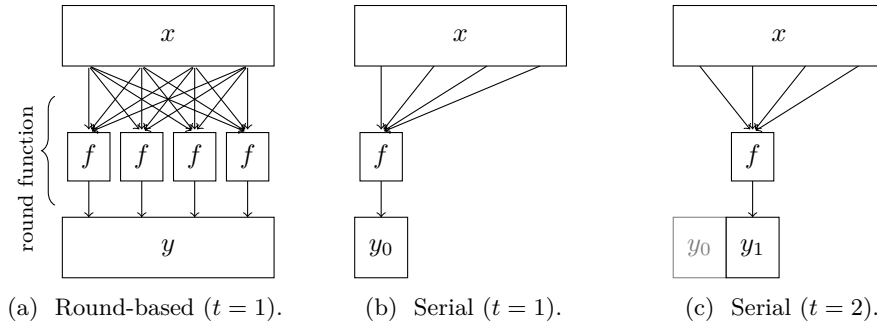 x
x
x
round function
f f f f
f
f
y
y0
y0 y1
(a) Round-based (t = 1).
(b) Serial (t = 1).
(c) Serial (t = 2).